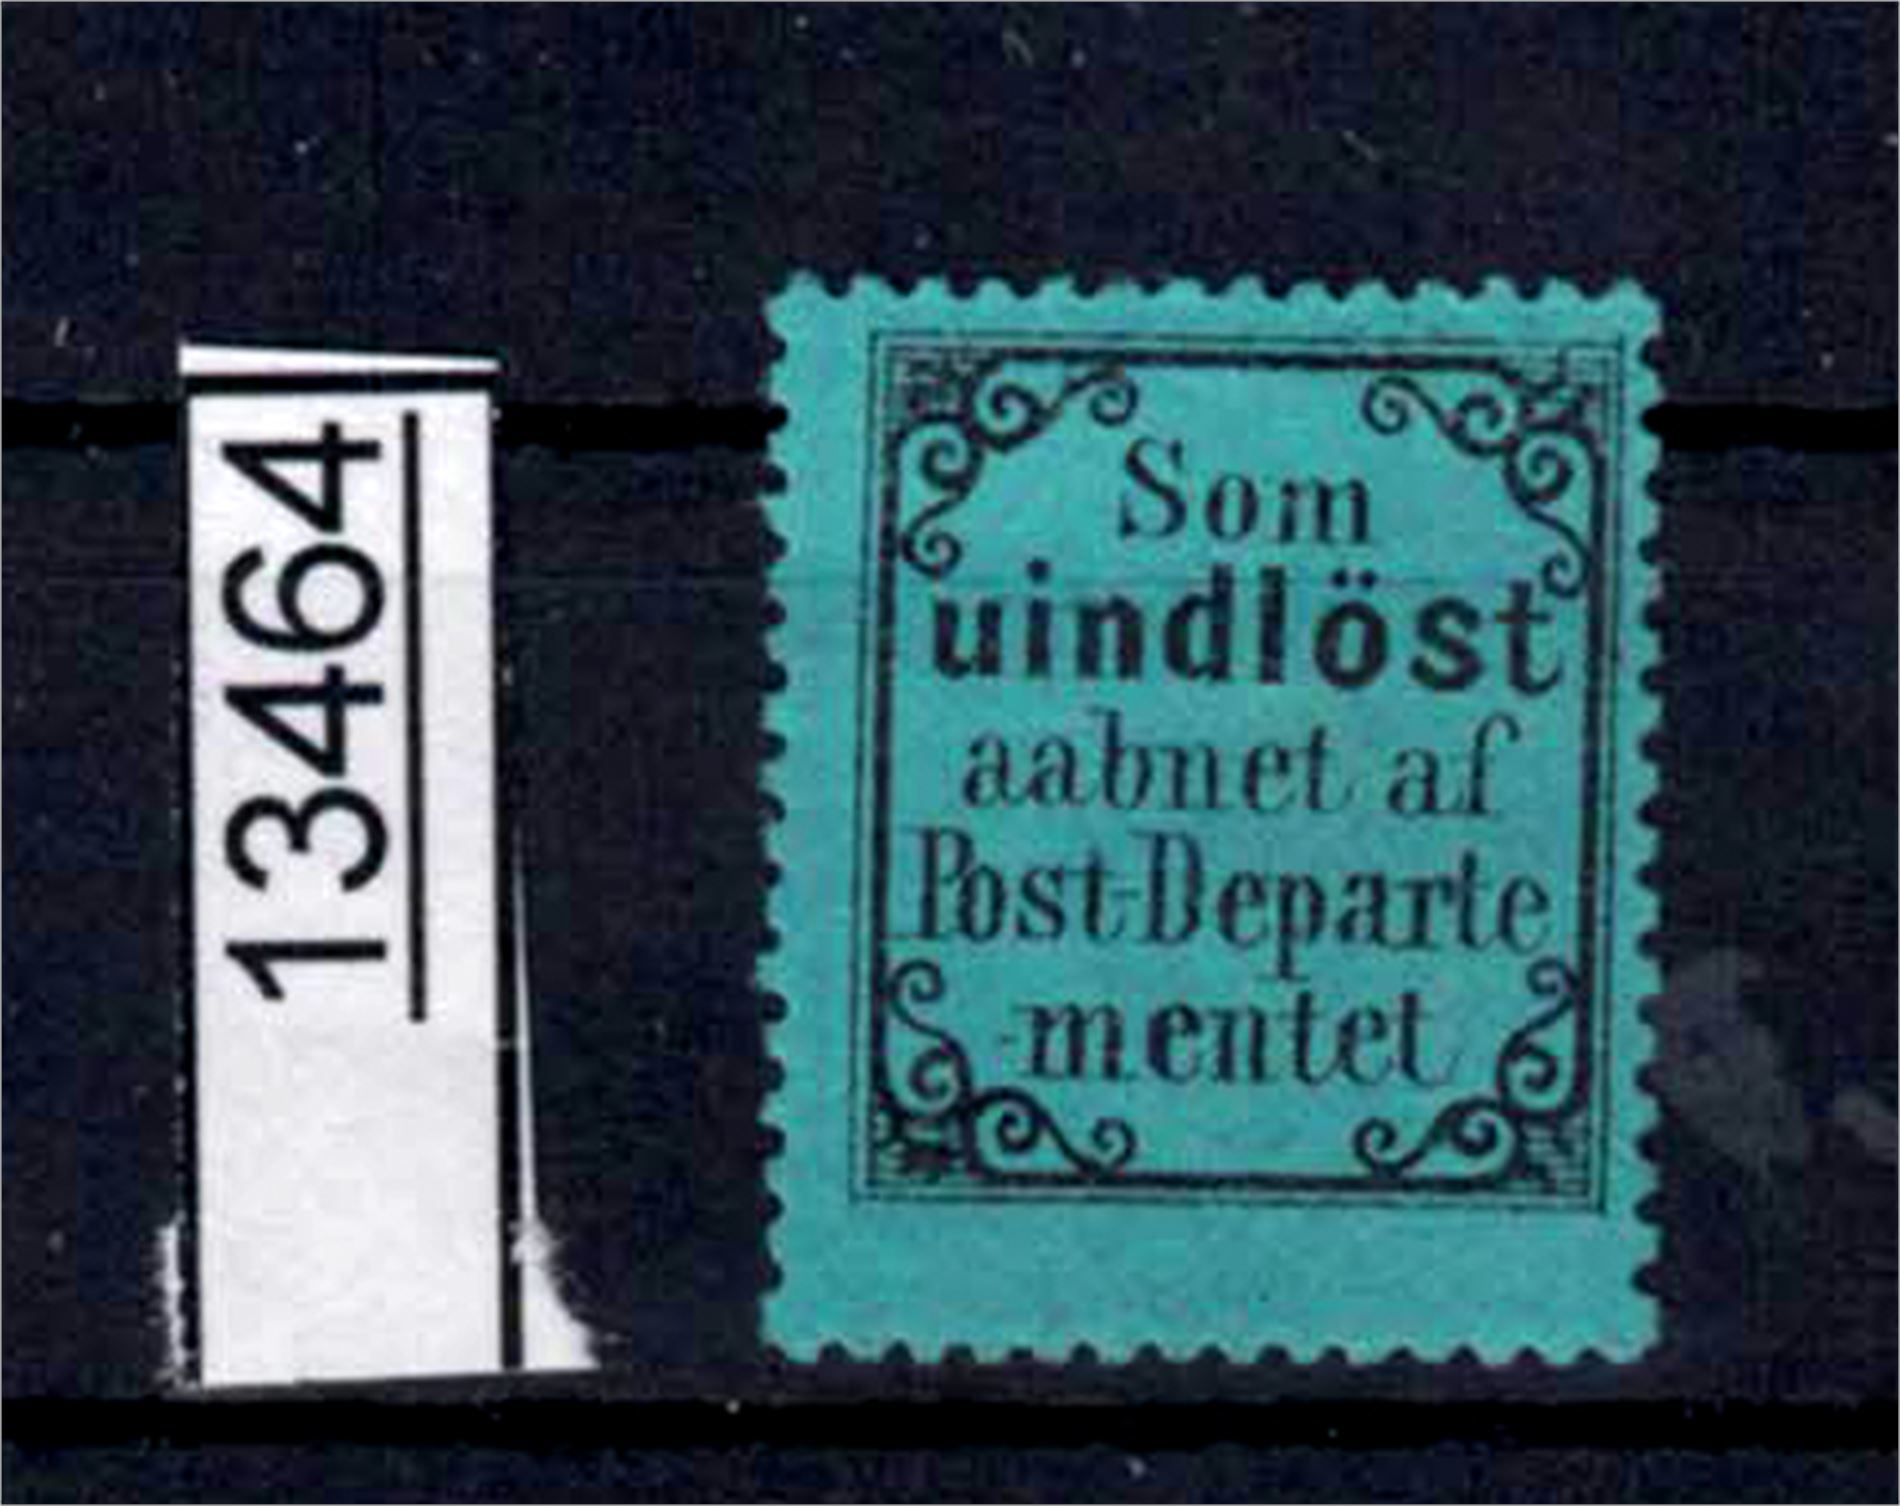 13464
Som
uindlöst
aabnet af
Post-Departe
-mentet